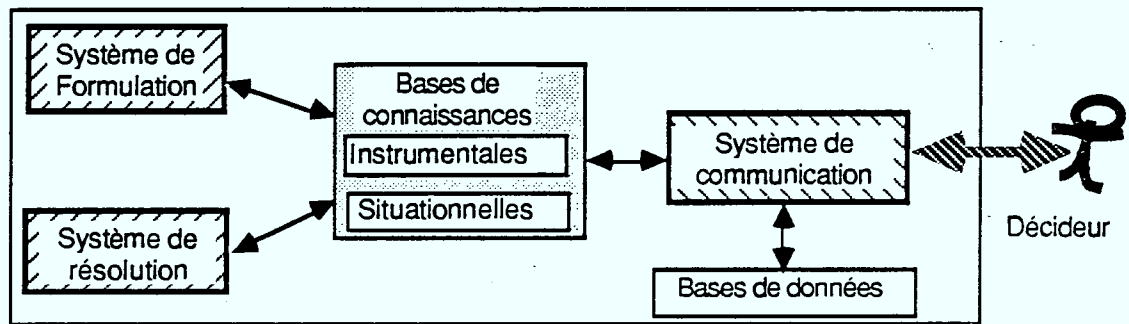 Système de
Formulation
Bases de
connaissances
Instrumentales
Situationnelles
Système de
résolution
Système de
communication
Bases de données
Décideur